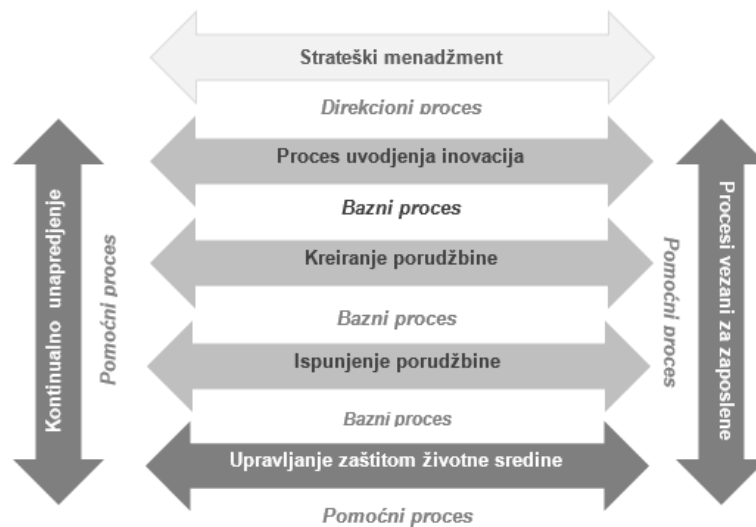 Strateški menadžment
Direkcioni proces
Proces uvodjenja inovacija
Bazni proces
Kreiranje porudžbine
Bazni proces
Ispunjenje porudžbine
Bazni proces
Upravljanje zaštitom životne sredine
Pomoćni proces
Kontinualno unapredjenje
Pomoćni proces
Pomoćni proces
Procesi vezani za zaposlene